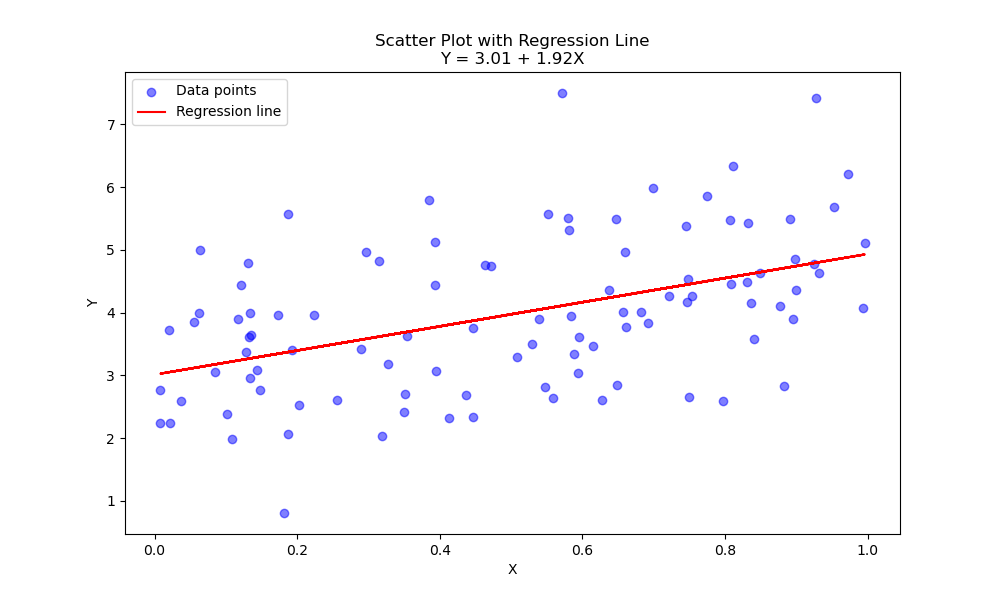 Scatter Plot with Regression Line
Y = 3.01 + 1.92X
Data points
Regression line
7
6
5
4
3
2
1
Y
0.0 0.2 0.4 0.6 0.8 1.0
X